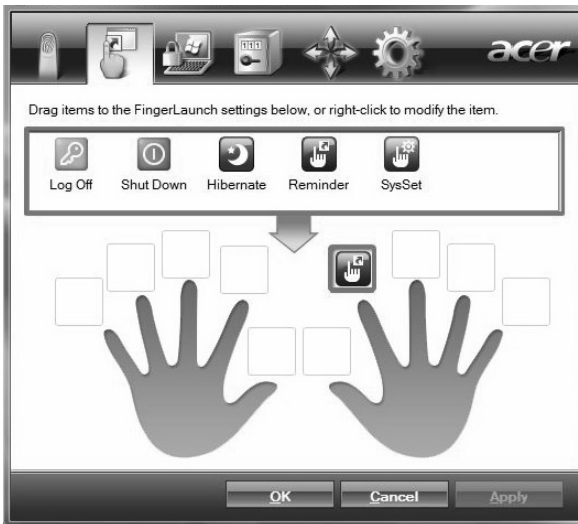 acer
Drag items to the FingerLaunch settings below, or right-click to modify the item.
Log Off Shut Down Hibernate Reminder SysSet
OK Cancel Apply